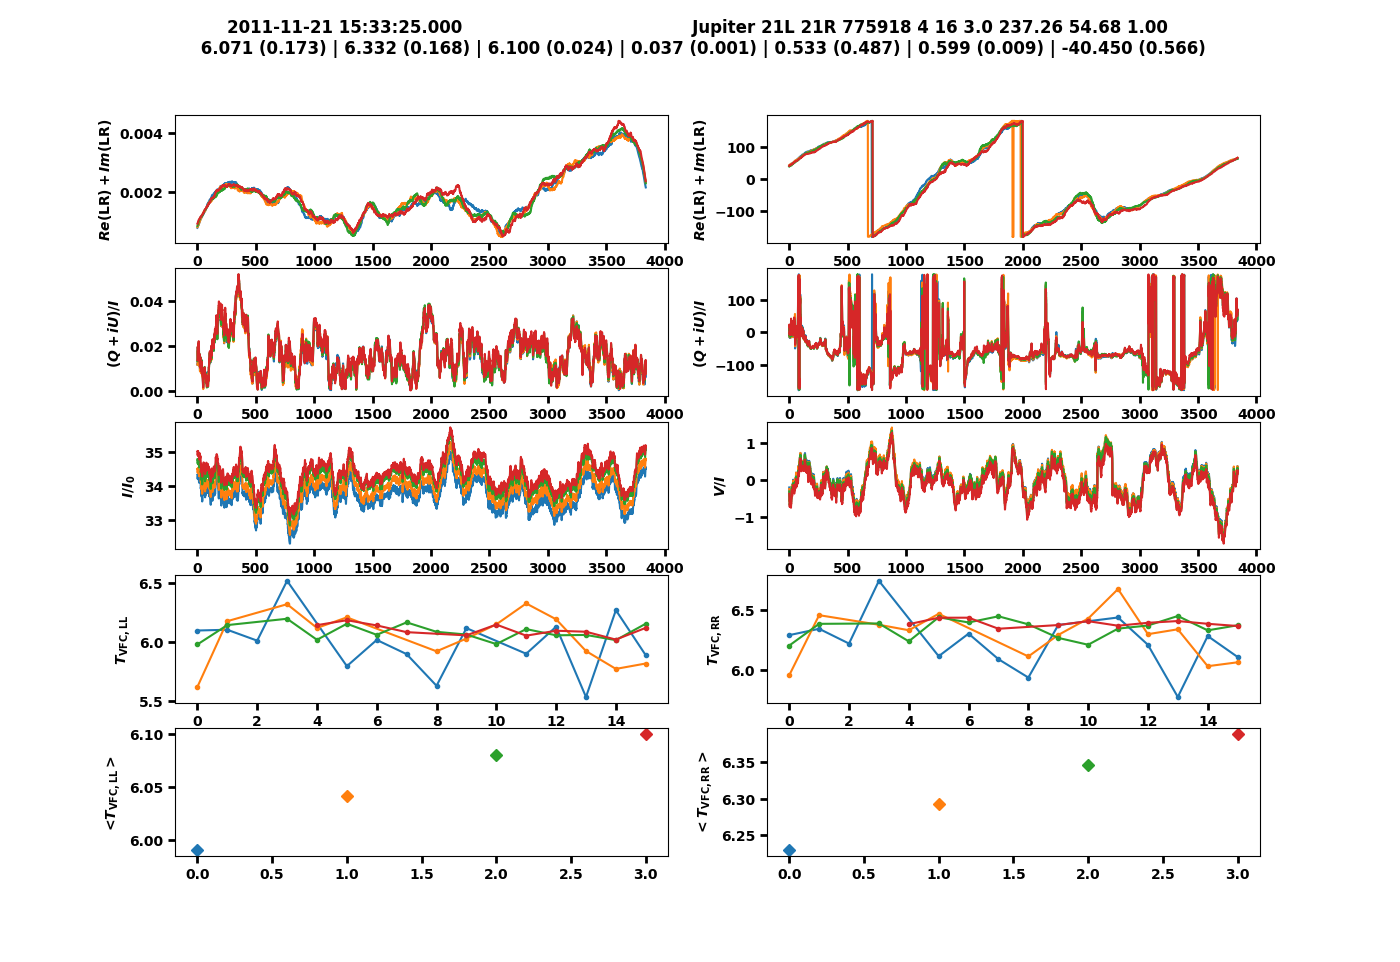 2011-11-21 15:33:25.000 Jupiter 21L 21R 775918 4 16 3.0 237.26 54.68 1.00
6.071 (0.173) | 6.332 (0.168) | 6.100 (0.024) | 0.037 (0.001) | 0.533 (0.487) | 0.599 (0.009) | -40.450 (0.566)
Re(LR) + Im(LR)
0.004
0.002
0 500 1000 1500 2000 2500 3000 3500 4000
Re(LR) + Im(LR)
100
0
−100
0 500 1000 1500 2000 2500 3000 3500 4000
(Q + iU)/I
0.04
0.02
0.00
0 500 1000 1500 2000 2500 3000 3500 4000
(Q + iU)/I
100
0
−100
0 500 1000 1500 2000 2500 3000 3500 4000
I/I0
35
34
33
0 500 1000 1500 2000 2500 3000 3500 4000
V/I
1
0
−1
0 500 1000 1500 2000 2500 3000 3500 4000
TVFC, LL
6.5
6.0
5.5
0 2 4 6 8 10 12 14
TVFC, RR
6.5
6.0
0 2 4 6 8 10 12 14
<TVFC, LL >
6.10
6.05
6.00
0.0 0.5 1.0 1.5 2.0 2.5 3.0
< TVFC, RR >
6.35
6.30
6.25
0.0 0.5 1.0 1.5 2.0 2.5 3.0